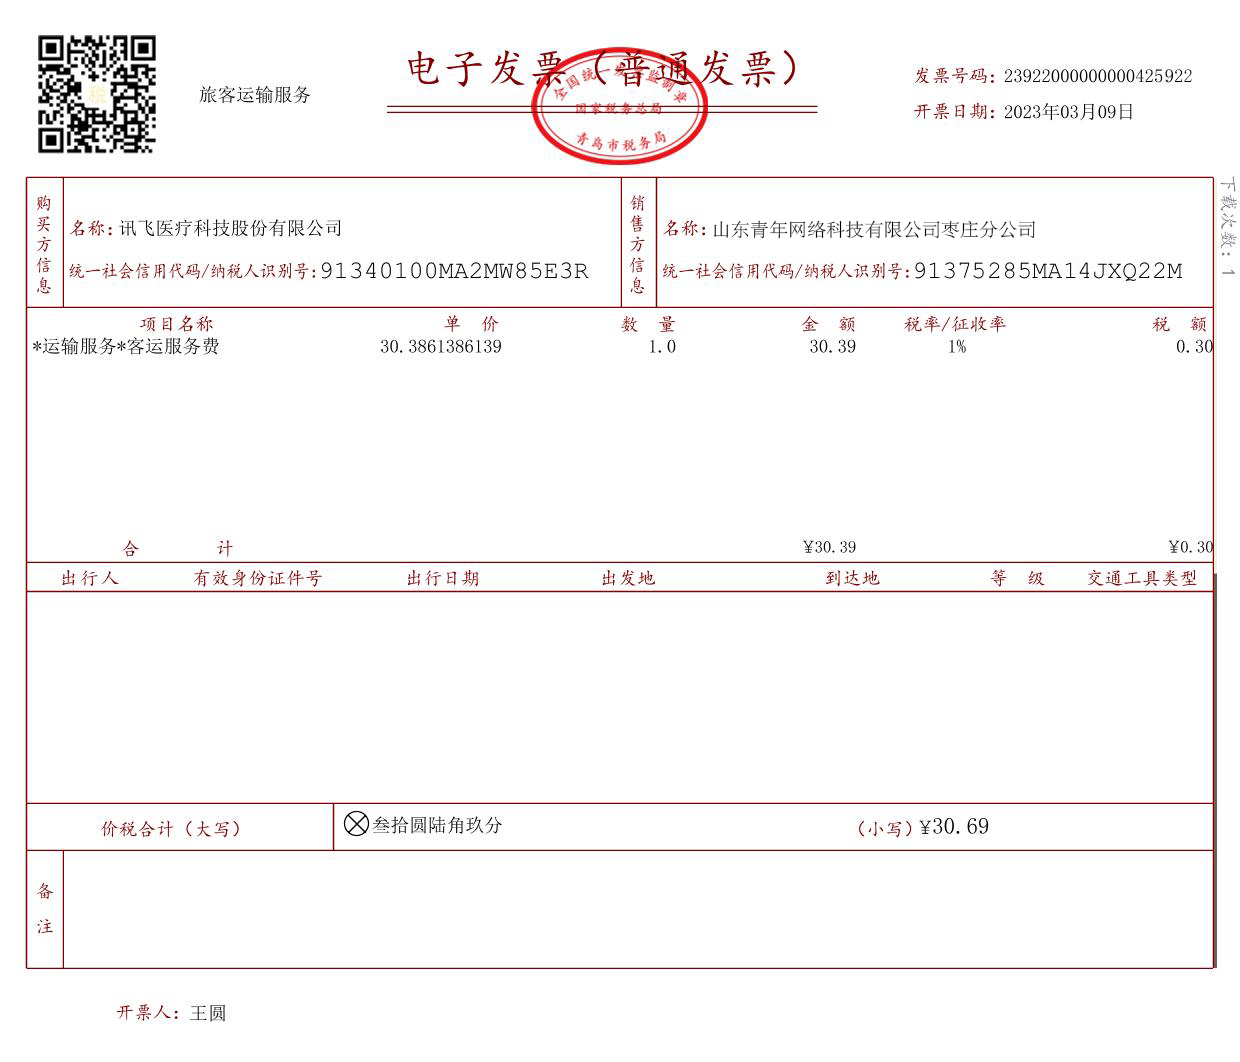 旅客运输服务
电子发票（普通发票）
全国统一发票监制章
国家税务总局
青岛市税务局
发票号码：23922000000000425922
开票日期：2023年03月09日
下载次数：1
购买方信息
名称：讯飞医疗科技股份有限公司
统一社会信用代码/纳税人识别号：91340100MA2MW85E3R
销售方信息
名称：山东青年网络科技有限公司枣庄分公司
统一社会信用代码/纳税人识别号：91375285MA14JXQ22M
项目名称 单 价 数 量 金 额 税率/征收率 税 额
*运输服务*客运服务费 30.3861386139 1.0 30.39 1% 0.30
合 计 ¥30.39 ¥0.30
出行人 有效身份证件号 出行日期 出发地 到达地 等 级 交通工具类型
价税合计（大写） ⊗叁拾圆陆角玖分 （小写）¥30.69
备注
开票人：王圆